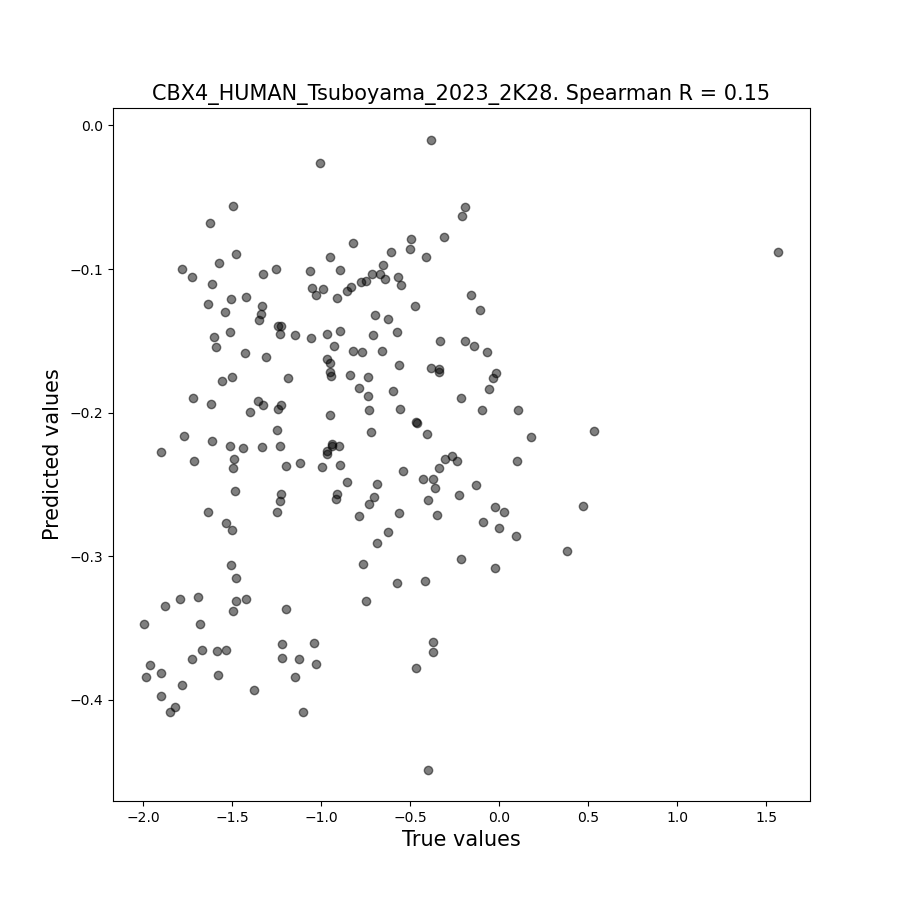 CBX4_HUMAN_Tsuboyama_2023_2K28. Spearman R = 0.15
0.0
−0.1
−0.2
−0.3
−0.4
Predicted values
−2.0 −1.5 −1.0 −0.5 0.0 0.5 1.0 1.5
True values